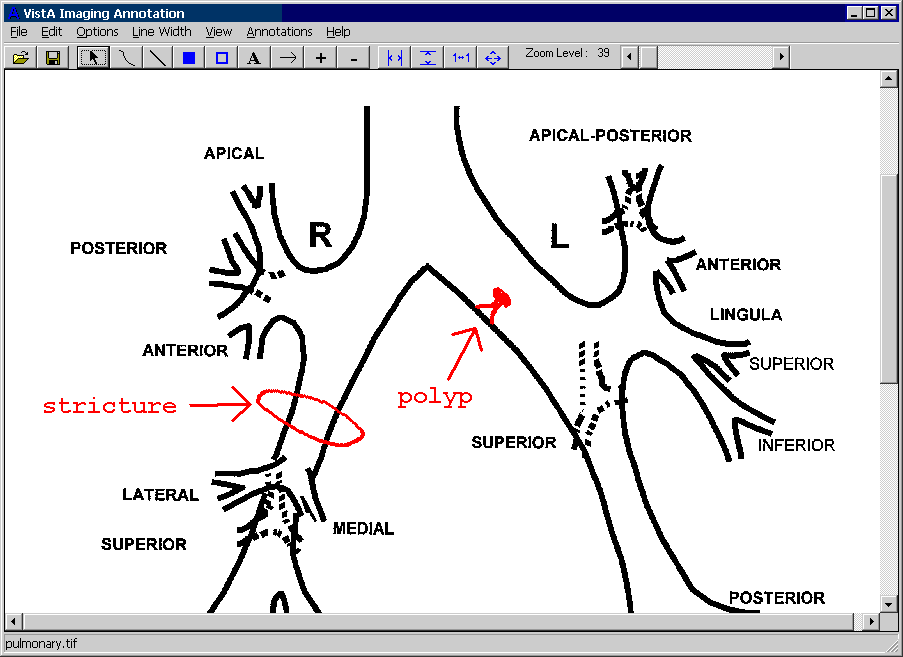 VistA Imaging Annotation
File Edit Options Line Width View Annotations Help
A + - 1↔1 Zoom Level : 39
APICAL-POSTERIOR
APICAL
R
L
POSTERIOR
ANTERIOR
LINGULA
ANTERIOR
SUPERIOR
polyp
stricture
SUPERIOR
INFERIOR
LATERAL
MEDIAL
SUPERIOR
POSTERIOR
pulmonary.tif